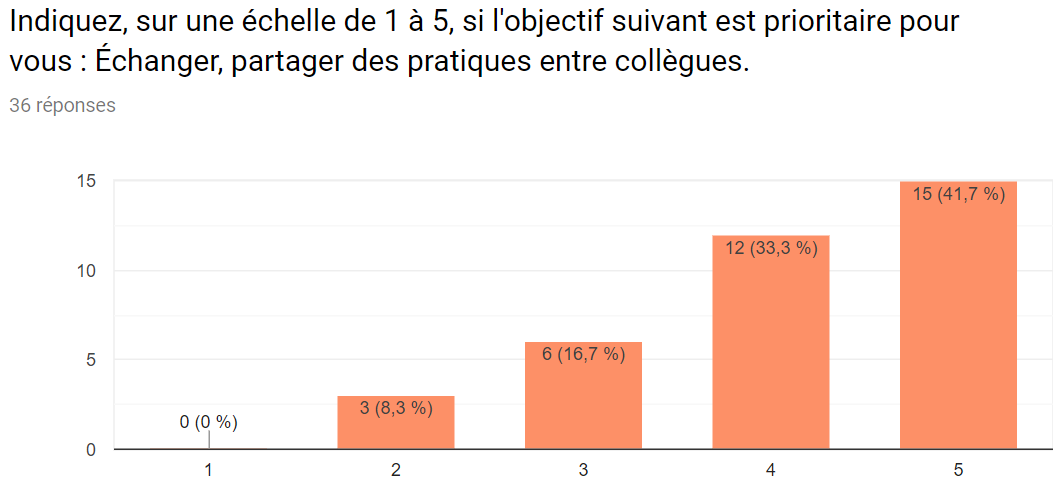 Indiquez, sur une échelle de 1 à 5, si l'objectif suivant est prioritaire pour
vous : Échanger, partager des pratiques entre collègues.
36 réponses
15
10
5
0
0 (0 %)
3 (8,3 %)
6 (16,7 %)
12 (33,3 %)
15 (41,7 %)
1 2 3 4 5